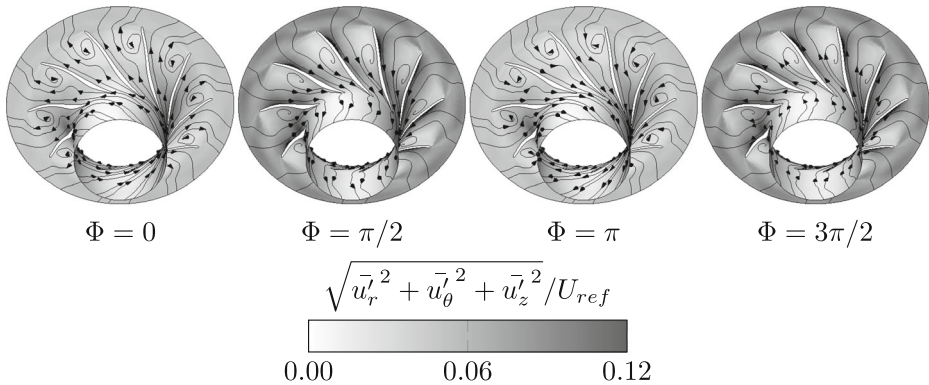 Φ = 0 Φ = π/2 Φ = π Φ = 3π/2
√(ū′_r² + ū′_θ² + ū′_z²)/U_ref
0.00 0.06 0.12